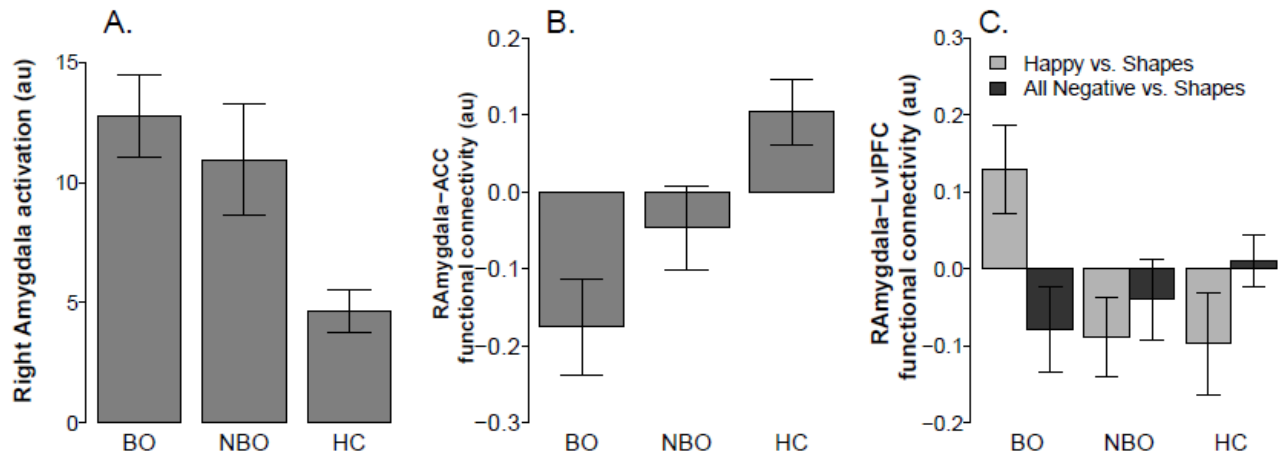 A.
Right Amygdala activation (au)
15
10
5
0
BO NBO HC
B.
RAmygdala−ACC
functional connectivity (au)
0.2
0.1
0.0
−0.1
−0.2
−0.3
BO NBO HC
C.
RAmygdala−LvlPFC
functional connectivity (au)
0.3
0.2
0.1
0.0
−0.1
−0.2
Happy vs. Shapes
All Negative vs. Shapes
BO NBO HC